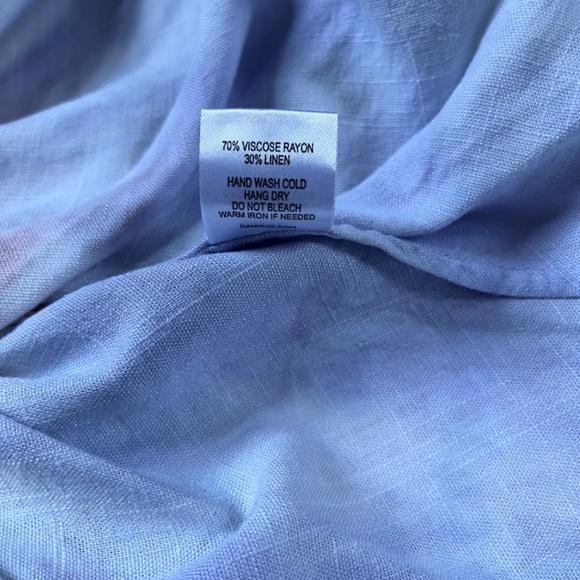 70% VISCOSE RAYON
30% LINEN
HAND WASH COLD
HANG DRY
DO NOT BLEACH
WARM IRON IF NEEDED